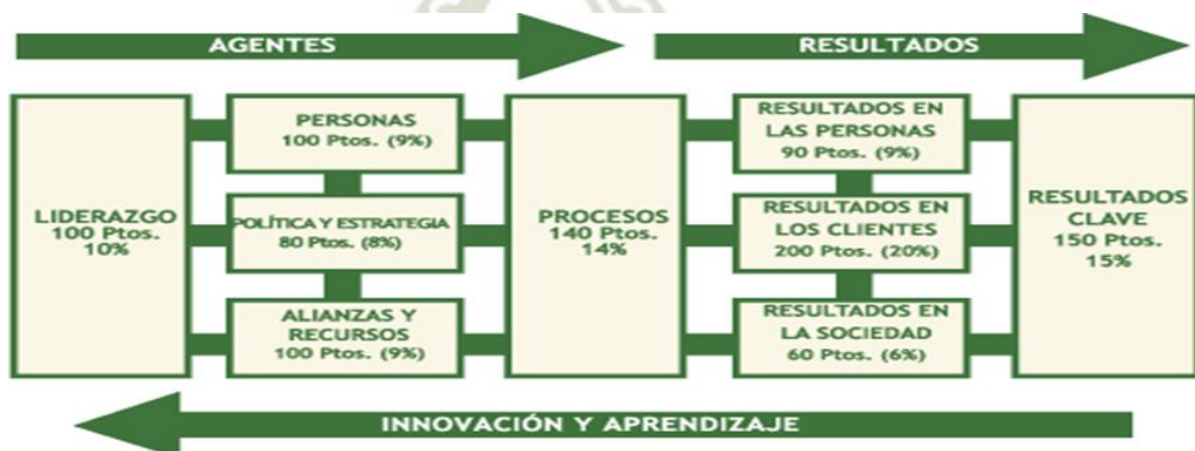 AGENTES
RESULTADOS
LIDERAZGO
100 Ptos.
10%
PERSONAS
100 Ptos. (9%)
POLÍTICA Y ESTRATEGIA
80 Ptos. (8%)
ALIANZAS Y
RECURSOS
100 Ptos. (9%)
PROCESOS
140 Ptos.
14%
RESULTADOS EN
LAS PERSONAS
90 Ptos. (9%)
RESULTADOS EN
LOS CLIENTES
200 Ptos. (20%)
RESULTADOS EN
LA SOCIEDAD
60 Ptos. (6%)
RESULTADOS
CLAVE
150 Ptos.
15%
INNOVACIÓN Y APRENDIZAJE